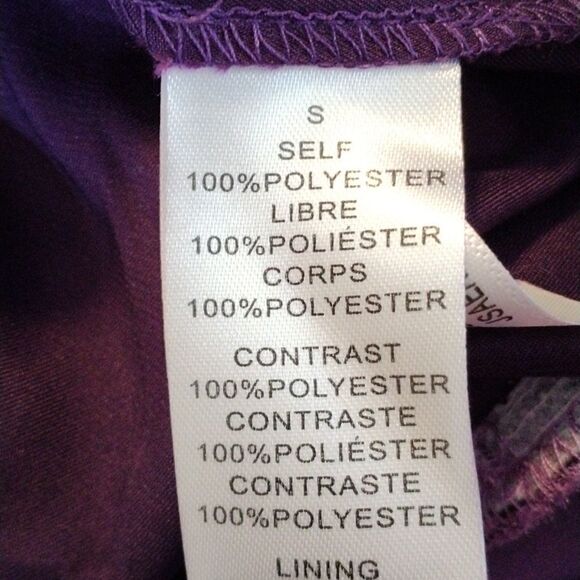 S
SELF
100%POLYESTER
LIBRE
100%POLIÉSTER
CORPS
100%POLYESTER
CONTRAST
100%POLYESTER
CONTRASTE
100%POLIÉSTER
CONTRASTE
100%POLYESTER
LINING